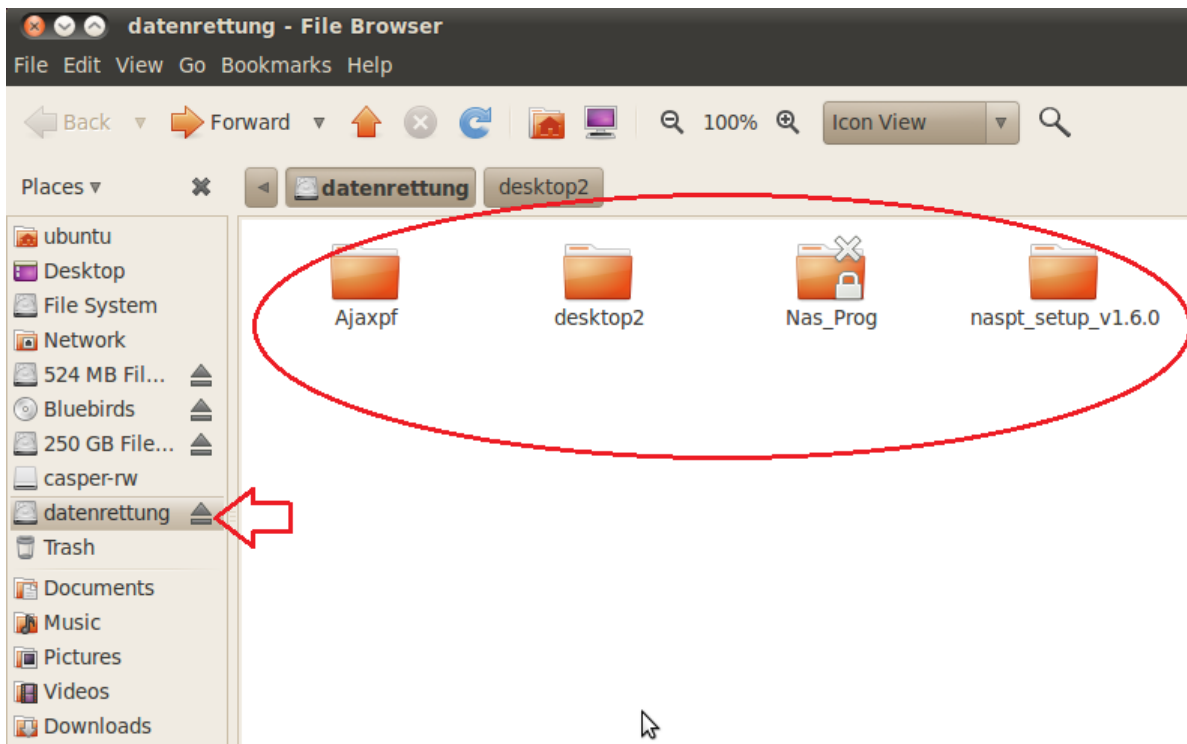 datenrettung - File Browser
File Edit View Go Bookmarks Help
Back Forward 100% Icon View
Places datenrettung desktop2
ubuntu
Desktop
File System
Network
524 MB Fil...
Bluebirds
250 GB File...
casper-rw
datenrettung
Trash
Documents
Music
Pictures
Videos
Downloads
Ajaxpf desktop2 Nas_Prog naspt_setup_v1.6.0